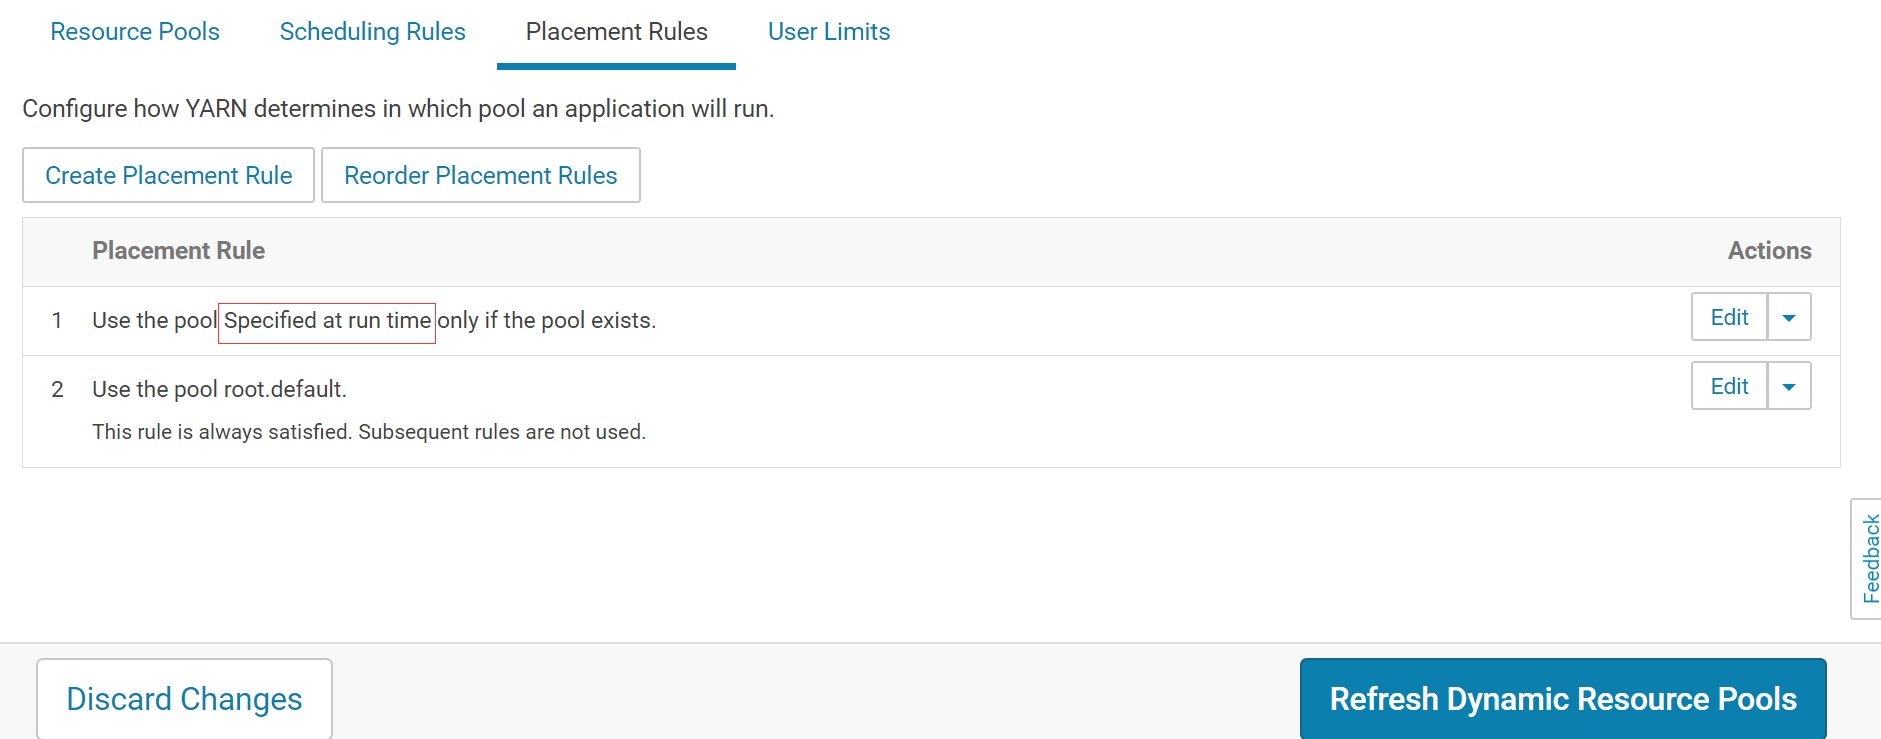 Resource Pools Scheduling Rules Placement Rules User Limits
Configure how YARN determines in which pool an application will run.
Create Placement Rule Reorder Placement Rules
Placement Rule Actions
1 Use the pool Specified at run time only if the pool exists. Edit
2 Use the pool root.default. Edit
This rule is always satisfied. Subsequent rules are not used.
Feedback
Discard Changes Refresh Dynamic Resource Pools